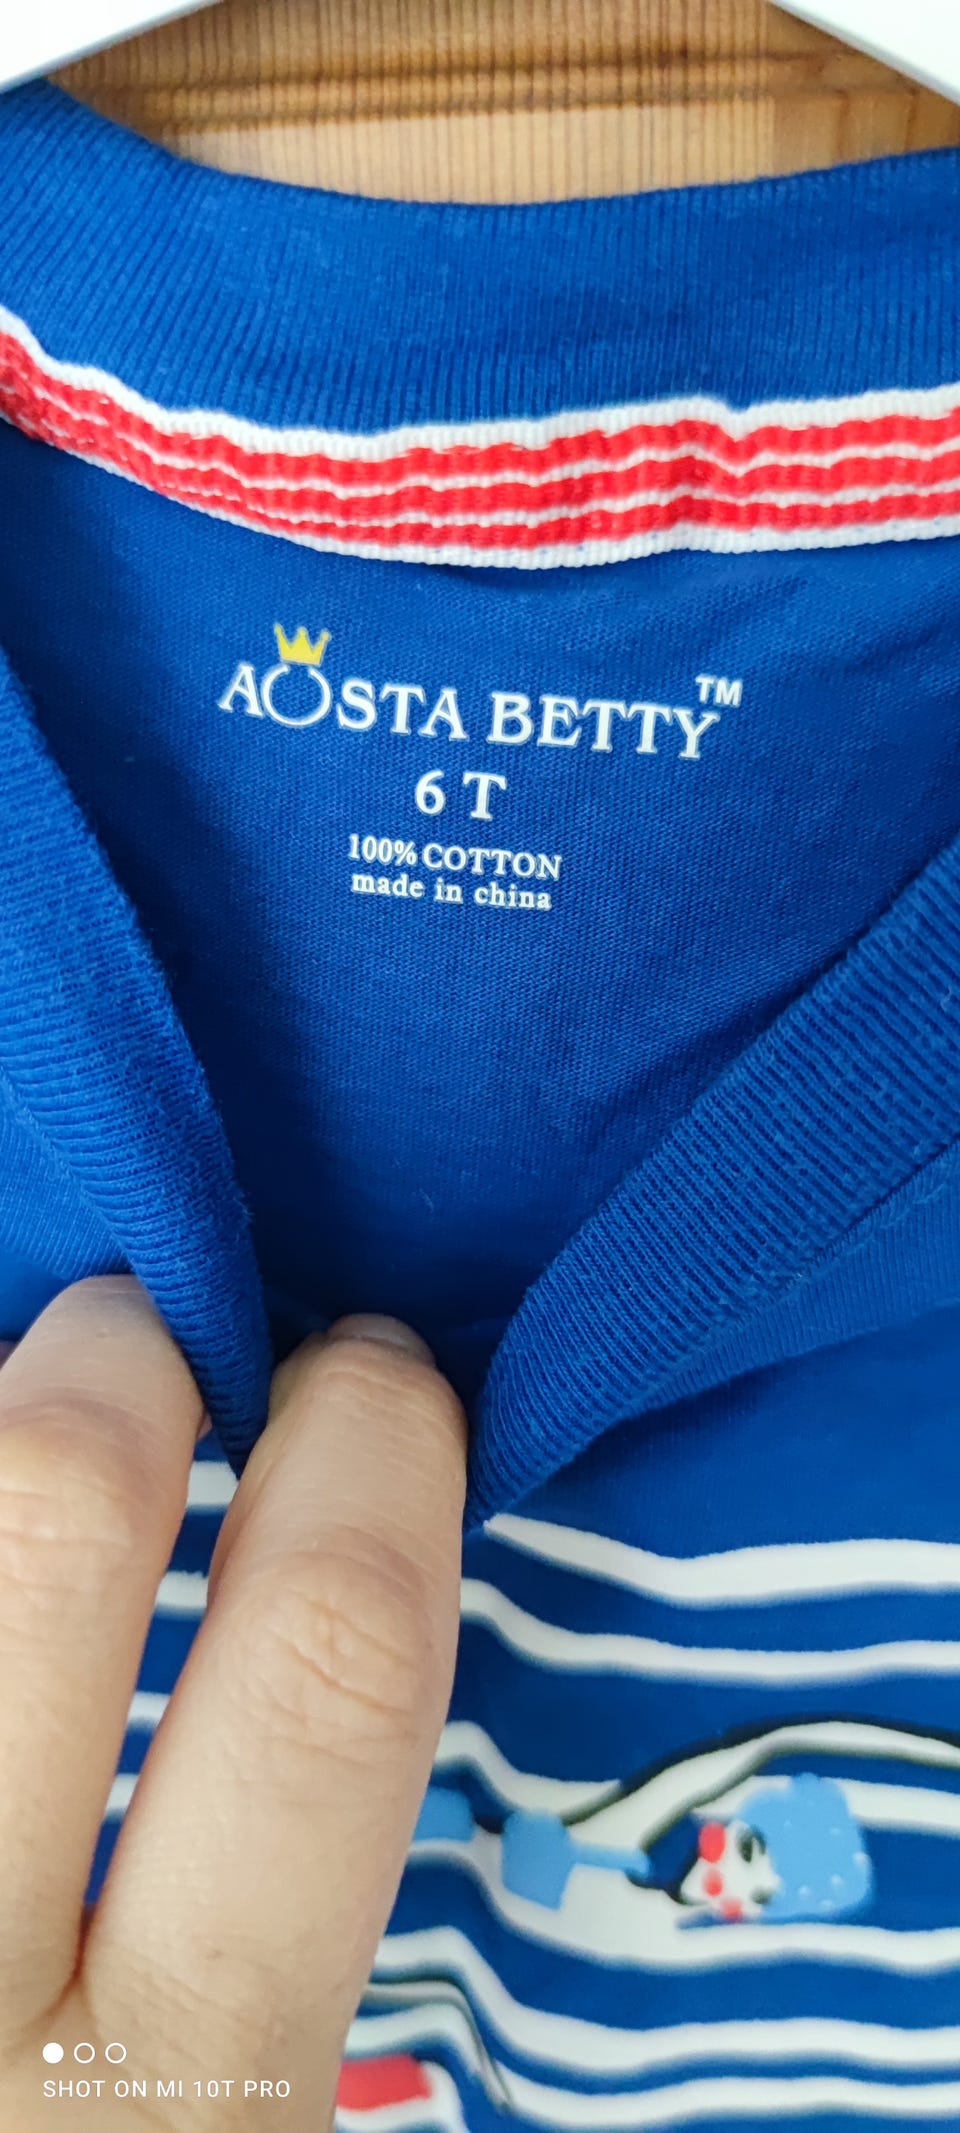 AOSTA BETTY™
6 T
100% COTTON
made in china
SHOT ON MI 10T PRO